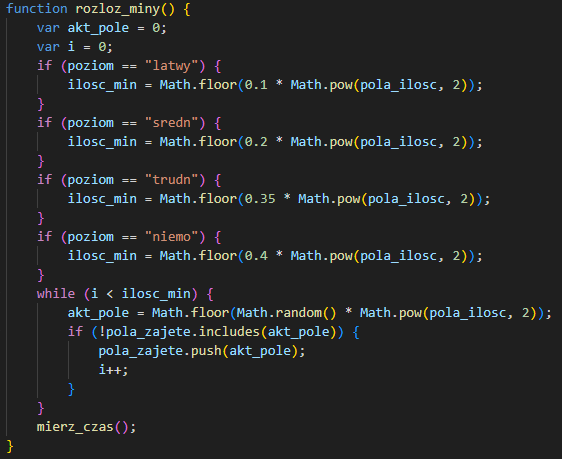 function rozloz_miny() {
    var akt_pole = 0;
    var i = 0;
    if (poziom == "latwy") {
        ilosc_min = Math.floor(0.1 * Math.pow(pola_ilosc, 2));
    }
    if (poziom == "sredn") {
        ilosc_min = Math.floor(0.2 * Math.pow(pola_ilosc, 2));
    }
    if (poziom == "trudn") {
        ilosc_min = Math.floor(0.35 * Math.pow(pola_ilosc, 2));
    }
    if (poziom == "niemo") {
        ilosc_min = Math.floor(0.4 * Math.pow(pola_ilosc, 2));
    }
    while (i < ilosc_min) {
        akt_pole = Math.floor(Math.random() * Math.pow(pola_ilosc, 2));
        if (!pola_zajete.includes(akt_pole)) {
            pola_zajete.push(akt_pole);
            i++;
        }
    }
    mierz_czas();
}